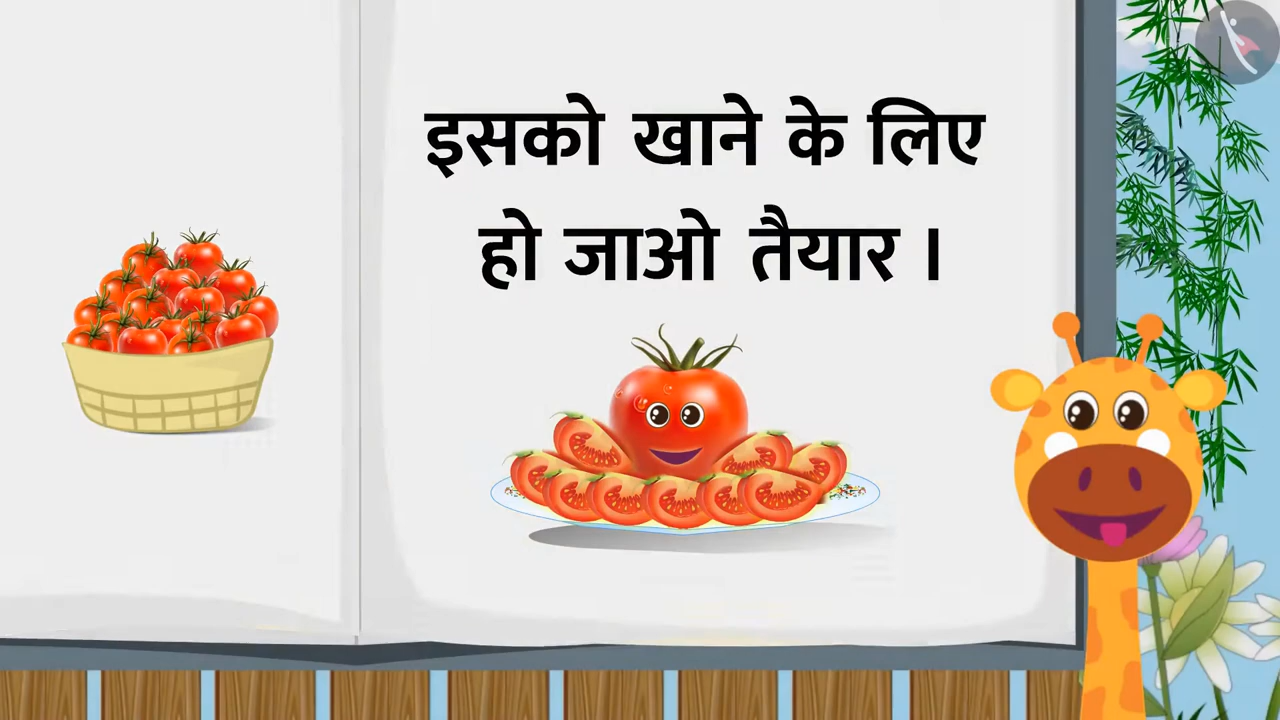 इसको खाने के लिए
हो जाओ तैयार ।